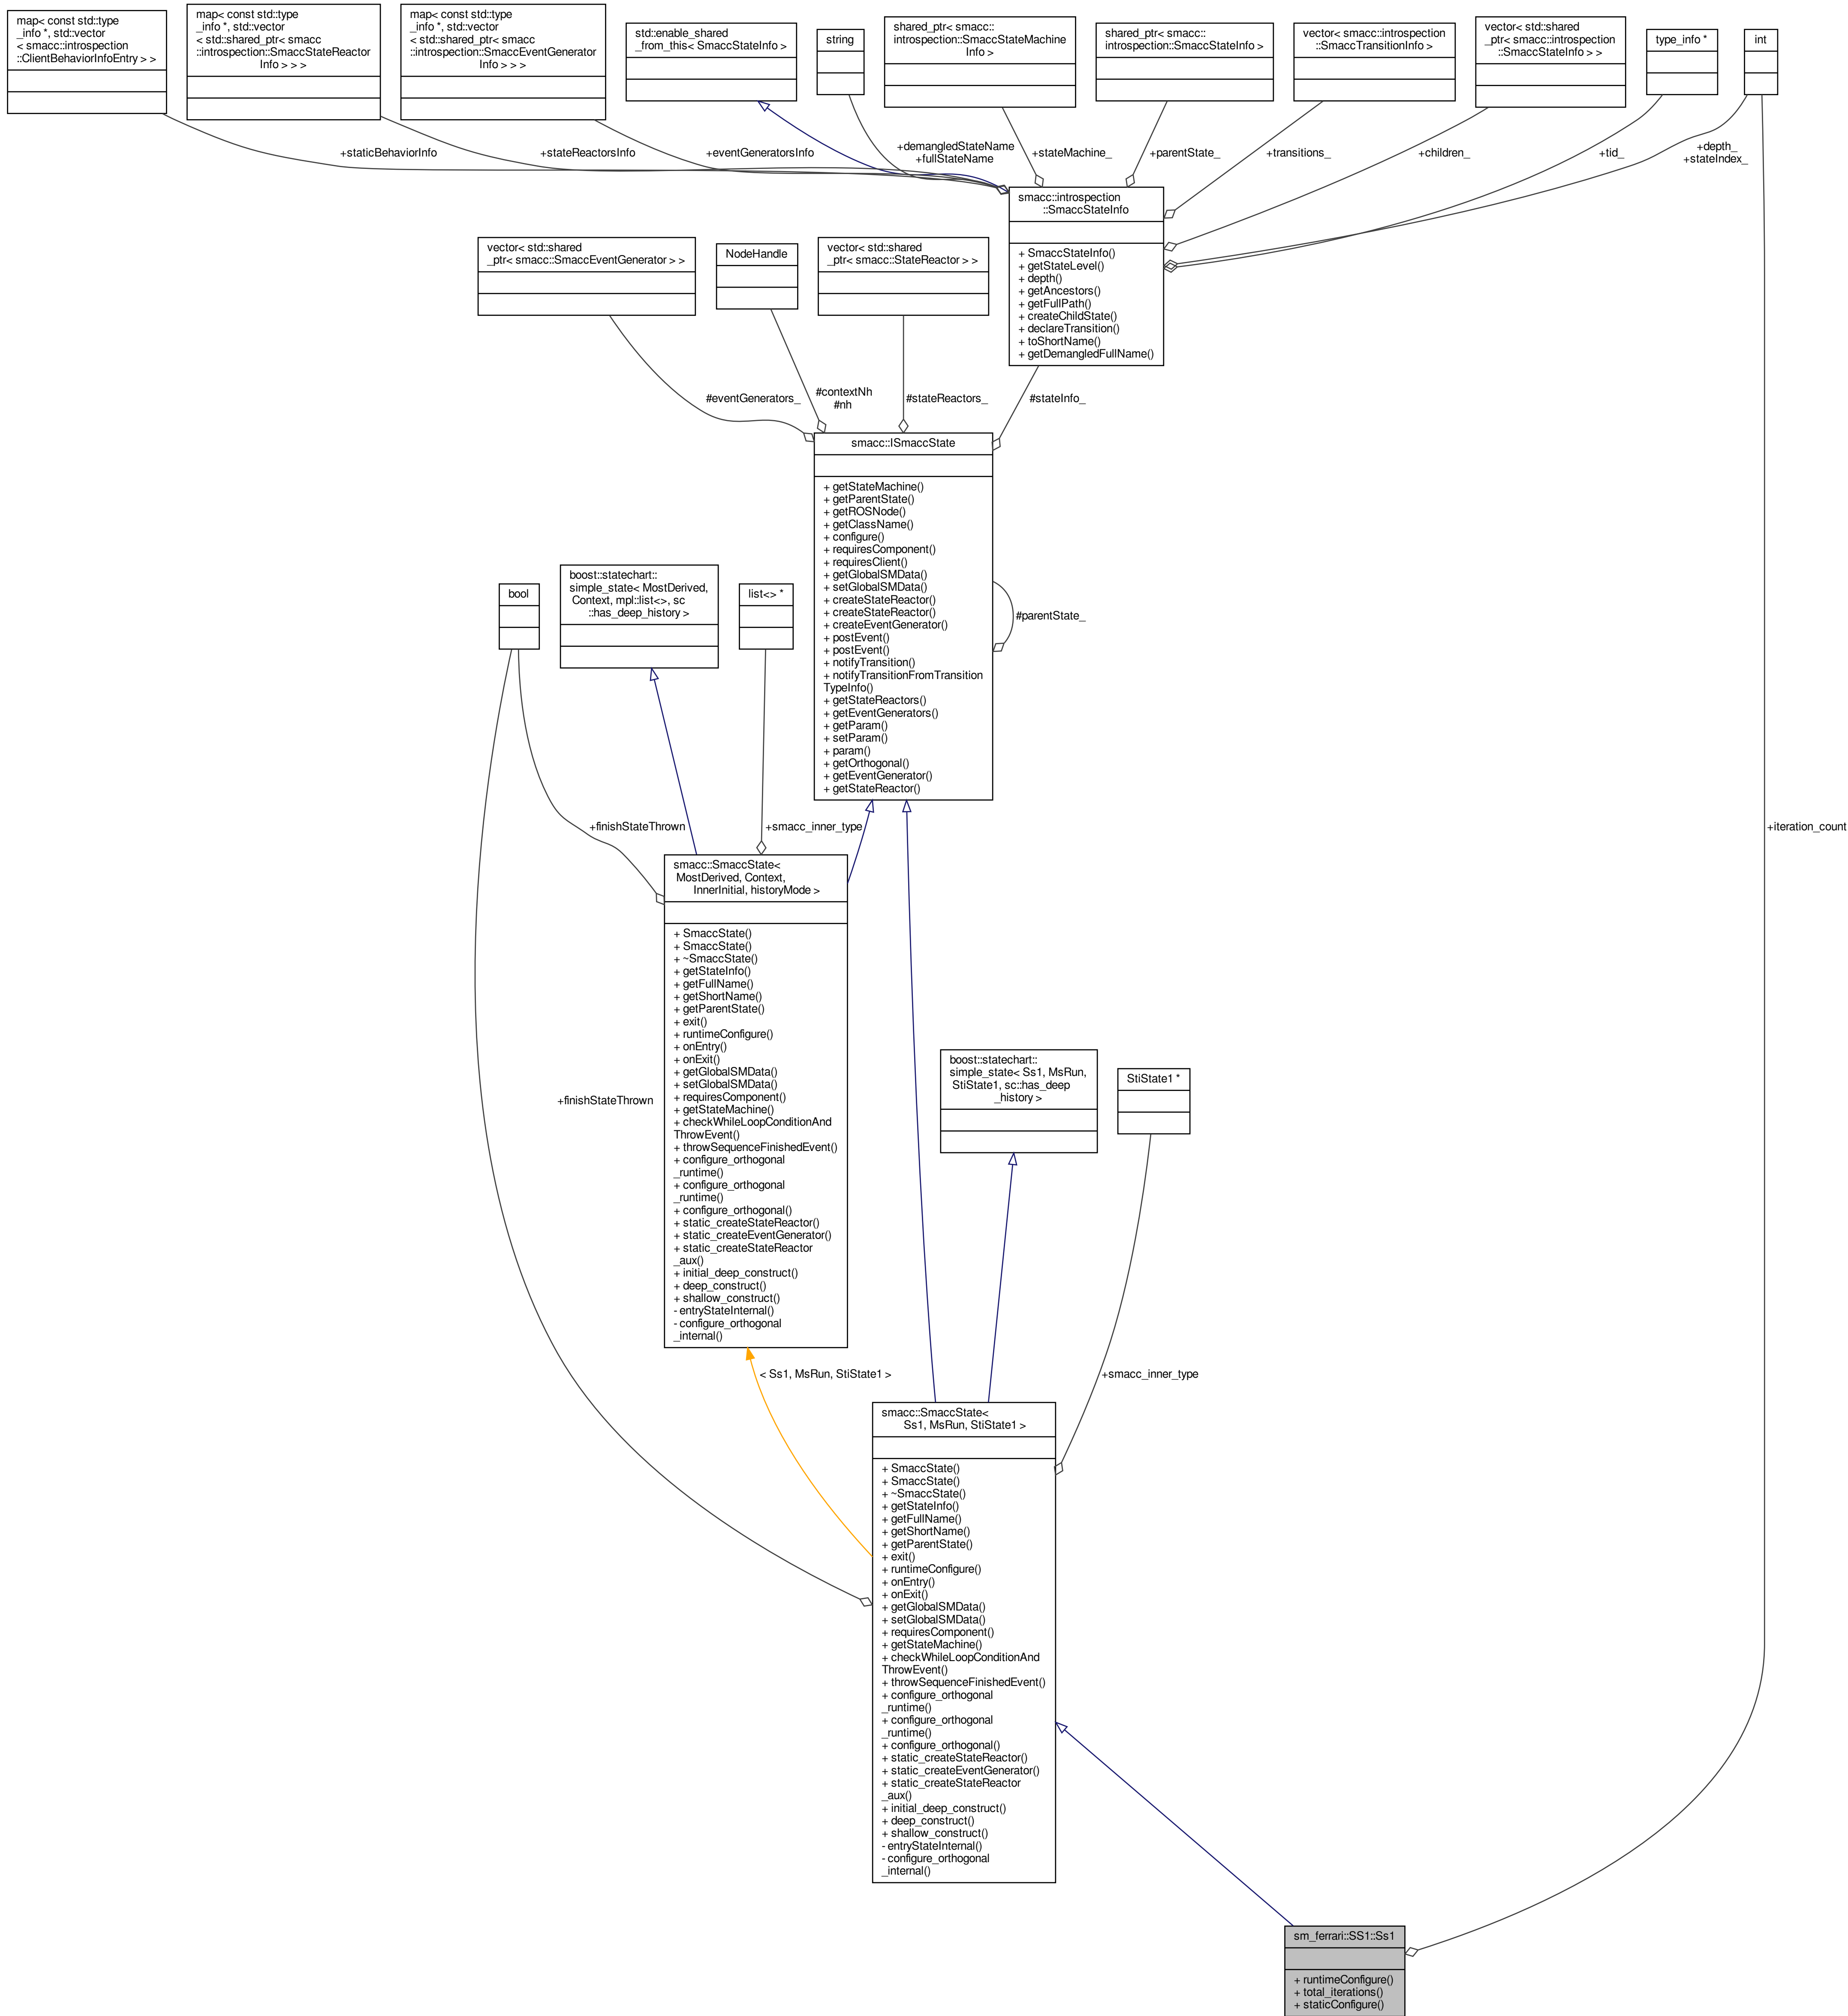 map< const std::type
_info *, std::vector
< smacc::introspection
::ClientBehaviorInfoEntry > >
map< const std::type
_info *, std::vector
< std::shared_ptr< smacc
::introspection::SmaccStateReactor
Info > > >
map< const std::type
_info *, std::vector
< std::shared_ptr< smacc
::introspection::SmaccEventGenerator
Info > > >
std::enable_shared
_from_this< SmaccStateInfo >
string
shared_ptr< smacc::
introspection::SmaccStateMachine
Info >
shared_ptr< smacc::
introspection::SmaccStateInfo >
vector< smacc::introspection
::SmaccTransitionInfo >
vector< std::shared
_ptr< smacc::introspection
::SmaccStateInfo > >
type_info *
int
+staticBehaviorInfo
+stateReactorsInfo
+eventGeneratorsInfo
+demangledStateName
+fullStateName
+stateMachine_
+parentState_
+transitions_
+children_
+tid_
+depth_
+stateIndex_
smacc::introspection
::SmaccStateInfo
+ SmaccStateInfo()
+ getStateLevel()
+ depth()
+ getAncestors()
+ getFullPath()
+ createChildState()
+ declareTransition()
+ toShortName()
+ getDemangledFullName()
vector< std::shared
_ptr< smacc::SmaccEventGenerator > >
NodeHandle
vector< std::shared
_ptr< smacc::StateReactor > >
#eventGenerators_
#contextNh
#nh
#stateReactors_
#stateInfo_
smacc::ISmaccState
+ getStateMachine()
+ getParentState()
+ getROSNode()
+ getClassName()
+ configure()
+ requiresComponent()
+ requiresClient()
+ getGlobalSMData()
+ setGlobalSMData()
+ createStateReactor()
+ createStateReactor()
+ createEventGenerator()
+ postEvent()
+ postEvent()
+ notifyTransition()
+ notifyTransitionFromTransition
TypeInfo()
+ getStateReactors()
+ getEventGenerators()
+ getParam()
+ setParam()
+ param()
+ getOrthogonal()
+ getEventGenerator()
+ getStateReactor()
#parentState_
bool
boost::statechart::
simple_state< MostDerived,
Context, mpl::list<>, sc
::has_deep_history >
list<> *
+finishStateThrown
+smacc_inner_type
+iteration_count
smacc::SmaccState<
MostDerived, Context,
InnerInitial, historyMode >
+ SmaccState()
+ SmaccState()
+ ~SmaccState()
+ getStateInfo()
+ getFullName()
+ getShortName()
+ getParentState()
+ exit()
+ runtimeConfigure()
+ onEntry()
+ onExit()
+ getGlobalSMData()
+ setGlobalSMData()
+ requiresComponent()
+ getStateMachine()
+ checkWhileLoopConditionAnd
ThrowEvent()
+ throwSequenceFinishedEvent()
+ configure_orthogonal
_runtime()
+ configure_orthogonal
_runtime()
+ configure_orthogonal()
+ static_createStateReactor()
+ static_createEventGenerator()
+ static_createStateReactor
_aux()
+ initial_deep_construct()
+ deep_construct()
+ shallow_construct()
- entryStateInternal()
- configure_orthogonal
_internal()
+finishStateThrown
boost::statechart::
simple_state< Ss1, MsRun,
StiState1, sc::has_deep
_history >
StiState1 *
< Ss1, MsRun, StiState1 >
+smacc_inner_type
smacc::SmaccState<
Ss1, MsRun, StiState1 >
+ SmaccState()
+ SmaccState()
+ ~SmaccState()
+ getStateInfo()
+ getFullName()
+ getShortName()
+ getParentState()
+ exit()
+ runtimeConfigure()
+ onEntry()
+ onExit()
+ getGlobalSMData()
+ setGlobalSMData()
+ requiresComponent()
+ getStateMachine()
+ checkWhileLoopConditionAnd
ThrowEvent()
+ throwSequenceFinishedEvent()
+ configure_orthogonal
_runtime()
+ configure_orthogonal
_runtime()
+ configure_orthogonal()
+ static_createStateReactor()
+ static_createEventGenerator()
+ static_createStateReactor
_aux()
+ initial_deep_construct()
+ deep_construct()
+ shallow_construct()
- entryStateInternal()
- configure_orthogonal
_internal()
sm_ferrari::SS1::Ss1
+ runtimeConfigure()
+ total_iterations()
+ staticConfigure()